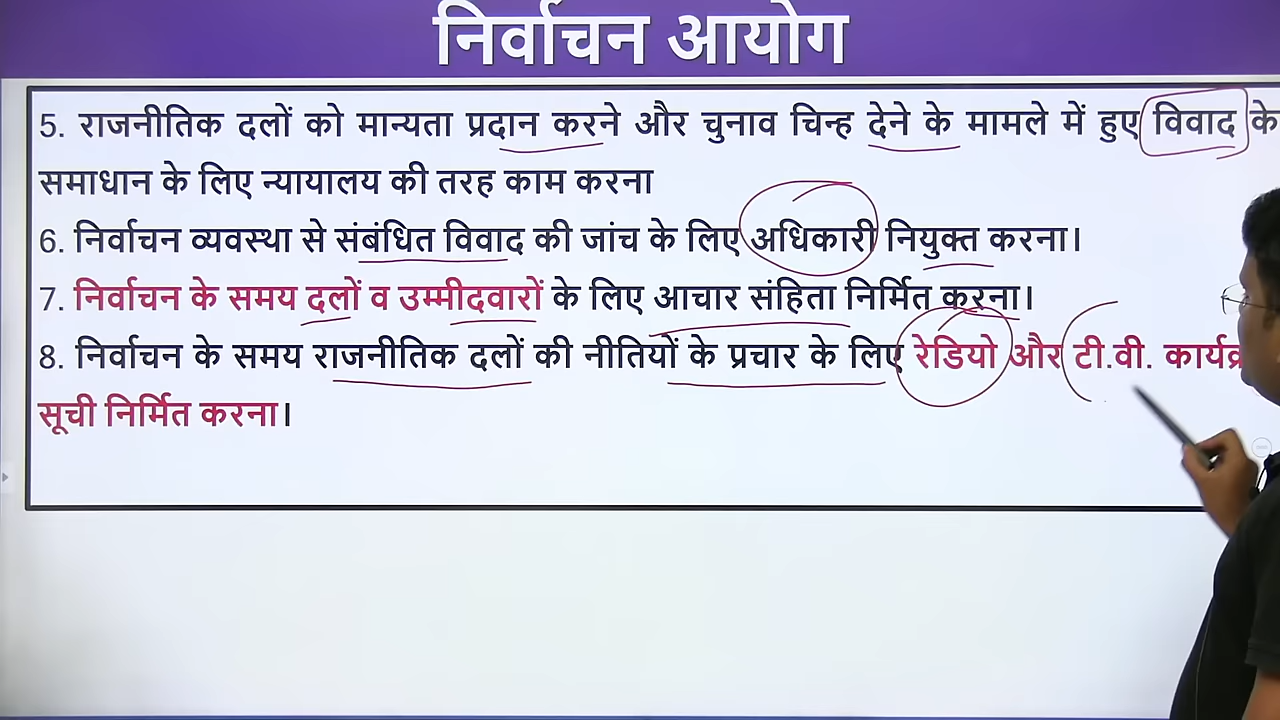 निर्वाचन आयोग
5. राजनीतिक दलों को मान्यता प्रदान करने और चुनाव चिन्ह देने के मामले में हुए विवाद के
समाधान के लिए न्यायालय की तरह काम करना
6. निर्वाचन व्यवस्था से संबंधित विवाद की जांच के लिए अधिकारी नियुक्त करना।
7. निर्वाचन के समय दलों व उम्मीदवारों के लिए आचार संहिता निर्मित करना।
8. निर्वाचन के समय राजनीतिक दलों की नीतियों के प्रचार के लिए रेडियो और टी.वी.
सूची निर्मित करना।